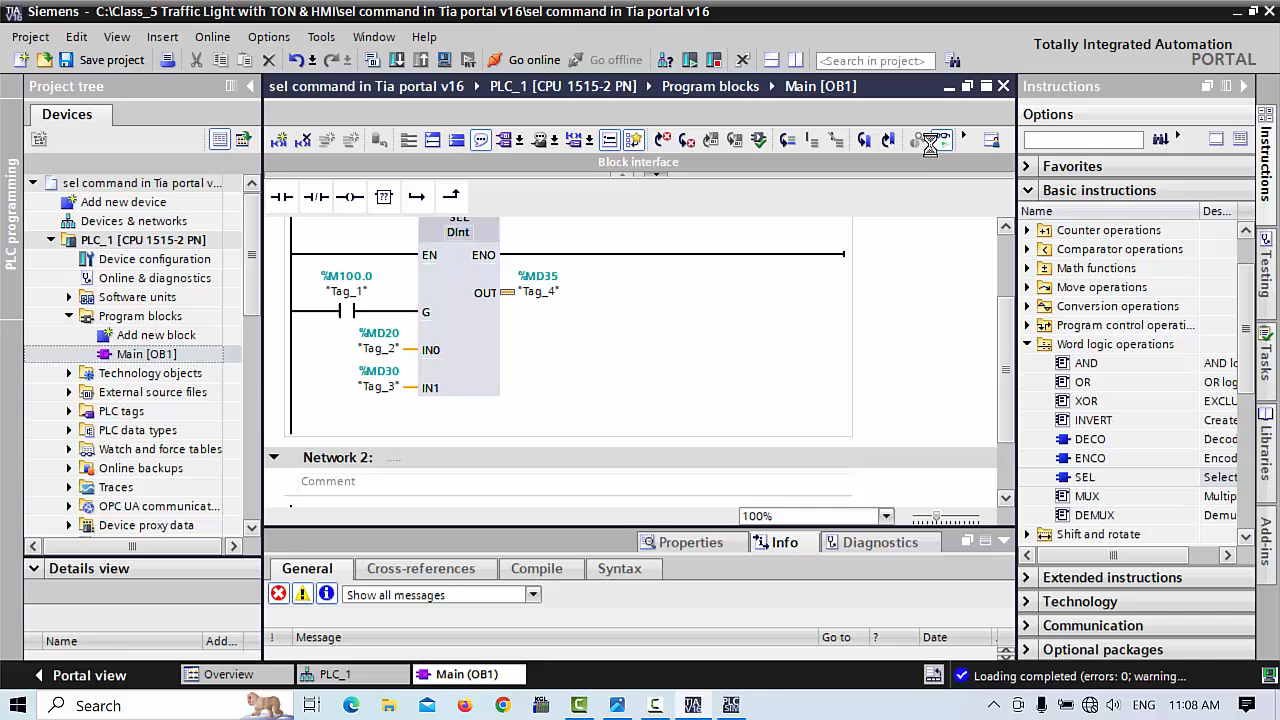 Siemens - C:\Class_5 Traffic Light with TON & HMI\sel command in Tia portal v16\sel command in Tia portal v16
Project Edit View Insert Online Options Tools Window Help
Totally Integrated Automation
PORTAL
Save project
Go online
Go offline
<Search in project>
Project tree
Devices
sel command in Tia portal v...
Add new device
Devices & networks
PLC_1 [CPU 1515-2 PN]
Device configuration
Online & diagnostics
Software units
Program blocks
Add new block
Main [OB1]
Technology objects
External source files
PLC tags
PLC data types
Watch and force tables
Online backups
Traces
OPC UA communicat...
Device proxy data
Details view
Name Add...
PLC programming
sel command in Tia portal v16 PLC_1 [CPU 1515-2 PN] Program blocks Main [OB1]
Block interface
??
SEL
DInt
EN ENO
%M100.0
"Tag_1"
G
%MD35
OUT "Tag_4"
%MD20
"Tag_2" IN0
%MD30
"Tag_3" IN1
Network 2: .....
Comment
100%
Properties Info Diagnostics
General Cross-references Compile Syntax
Show all messages
! Message Go to ? Date
Instructions
Options
Favorites
Basic instructions
Name Des...
Counter operations
Comparator operations
Math functions
Move operations
Conversion operations
Program control operati...
Word logic operations
AND AND lo
OR OR log
XOR EXCLU
INVERT Create
DECO Decod
ENCO Encod
SEL Select
MUX Multip
DEMUX Demu
Shift and rotate
Extended instructions
Technology
Communication
Optional packages
Instructions
Testing
Tasks
Libraries
Add-ins
Portal view
Overview
PLC_1
Main (OB1)
Loading completed (errors: 0; warning...
Search
11:08 AM